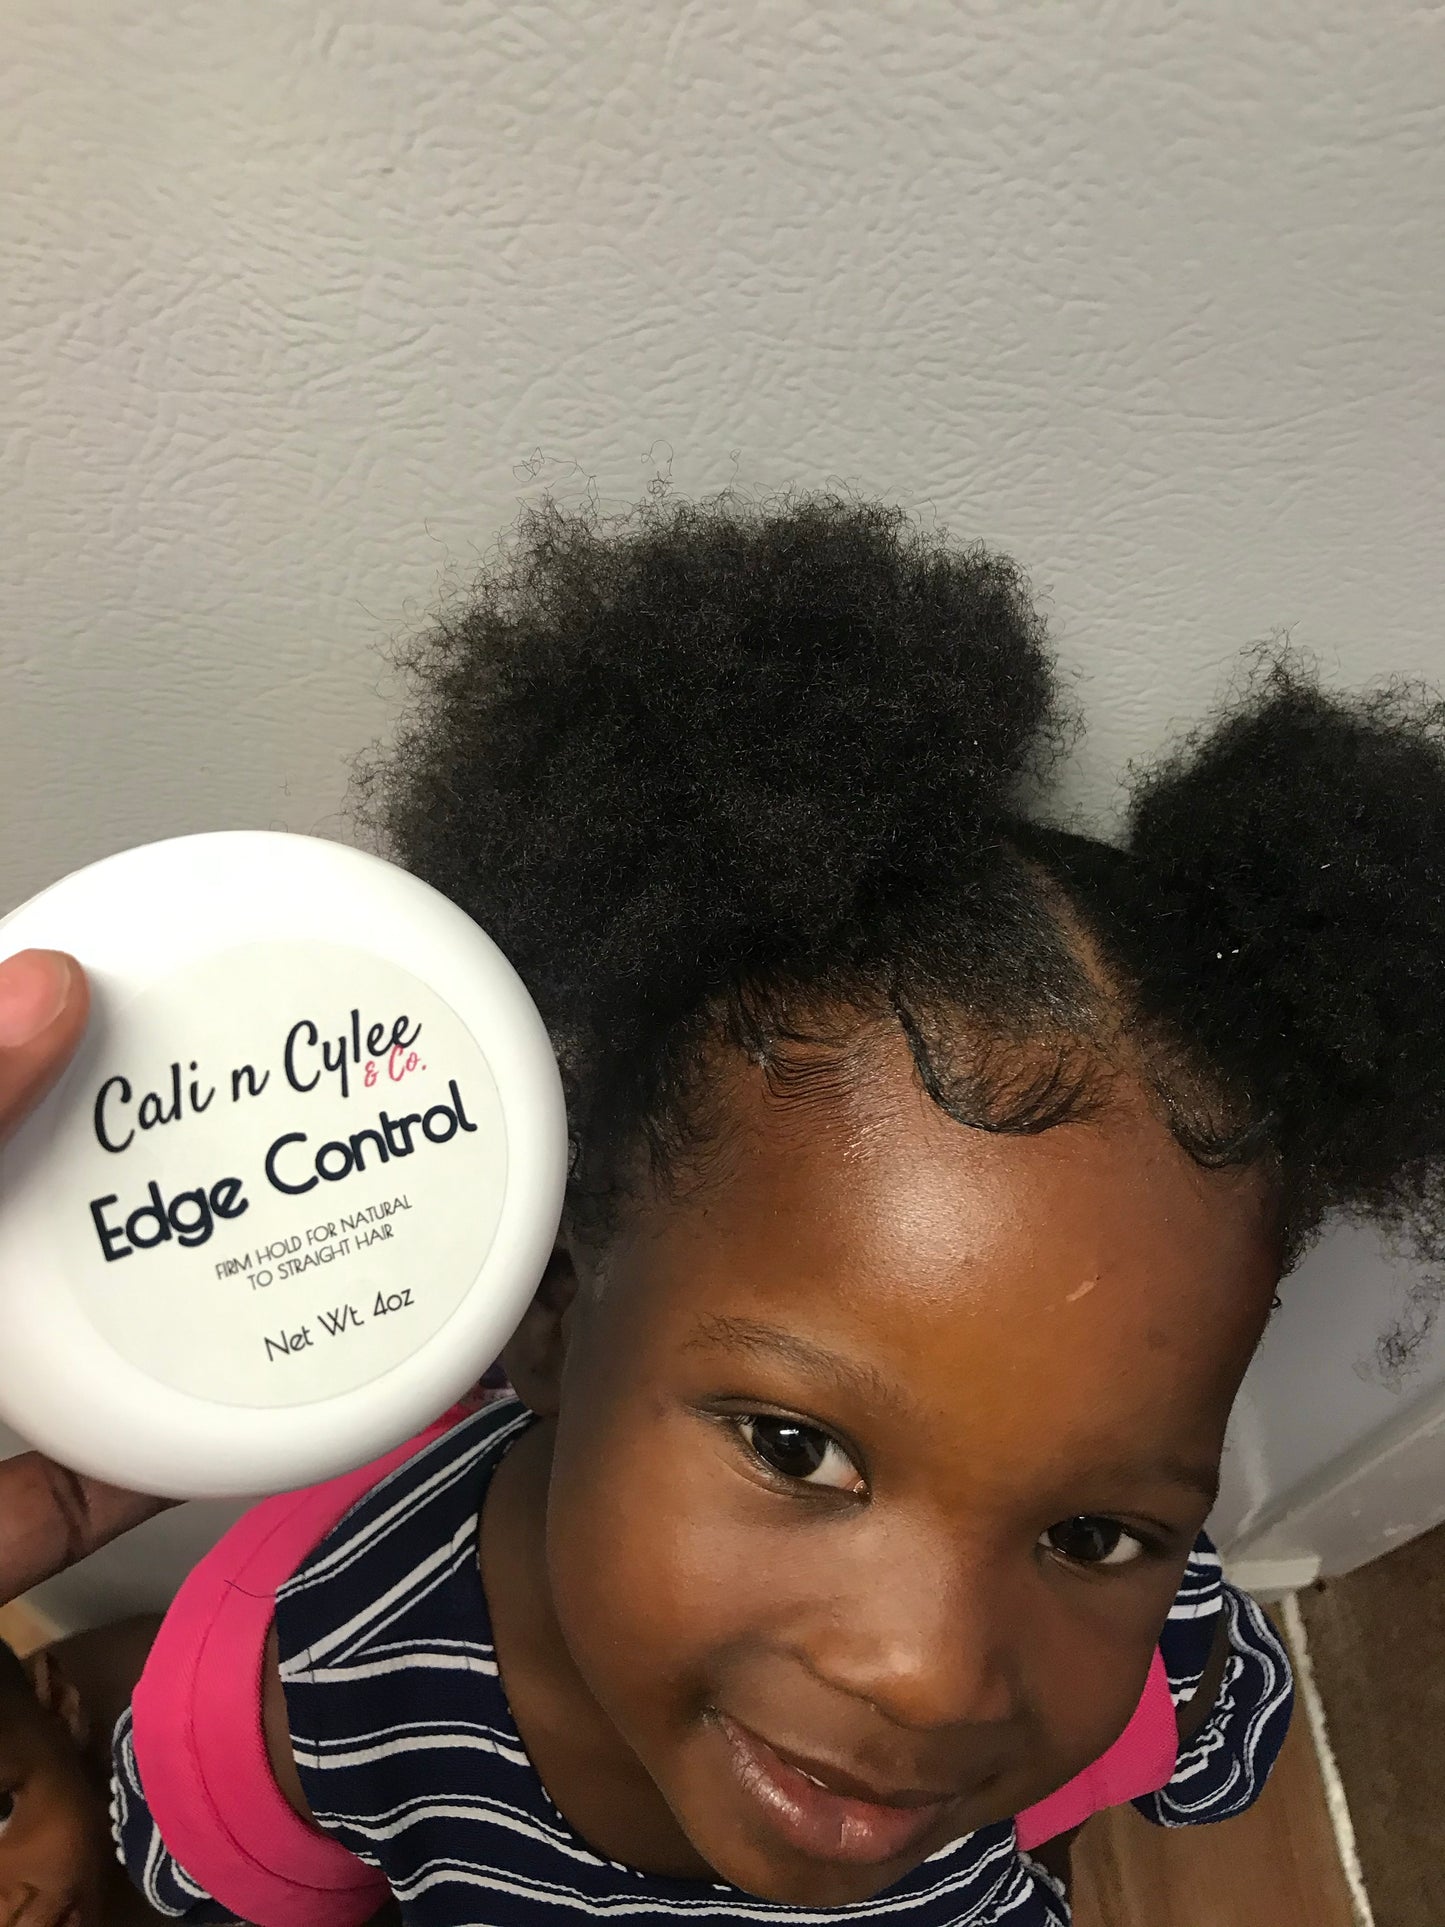 Cali n Cylee
& Co.
Edge Control
FIRM HOLD FOR NATURAL
TO STRAIGHT HAIR
Net Wt. 4oz